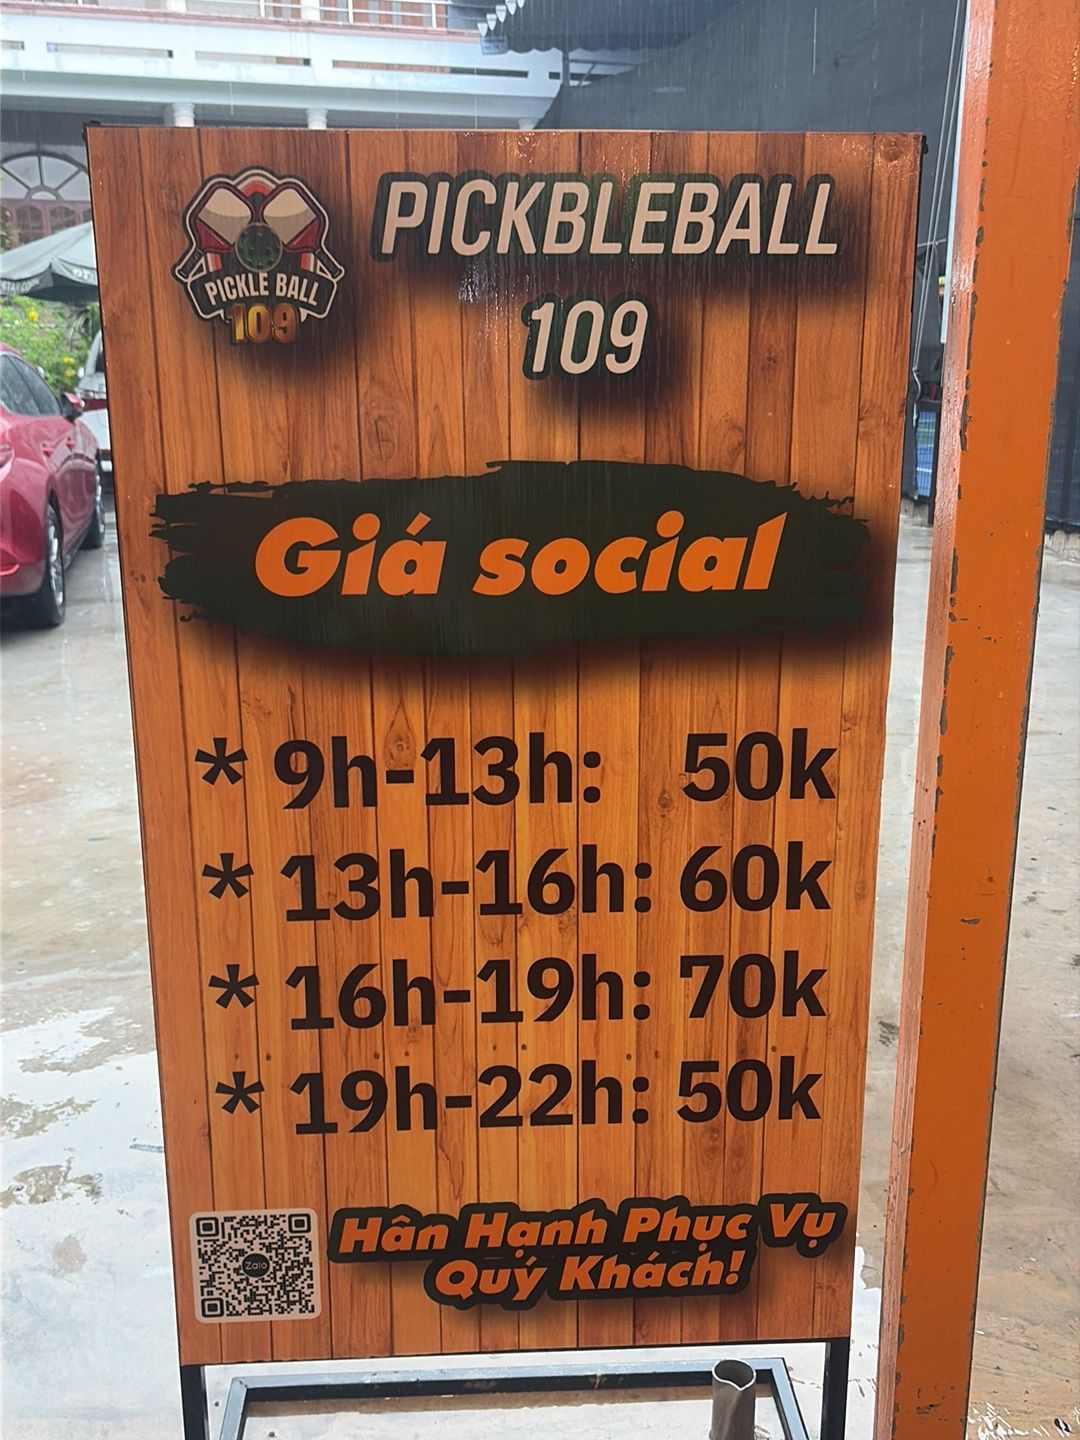 PICKLE BALL
109
PICKBLEBALL
109
Giá social
* 9h-13h: 50k
* 13h-16h: 60k
* 16h-19h: 70k
* 19h-22h: 50k
Zalo
Hân Hạnh Phục Vụ
Quý Khách!